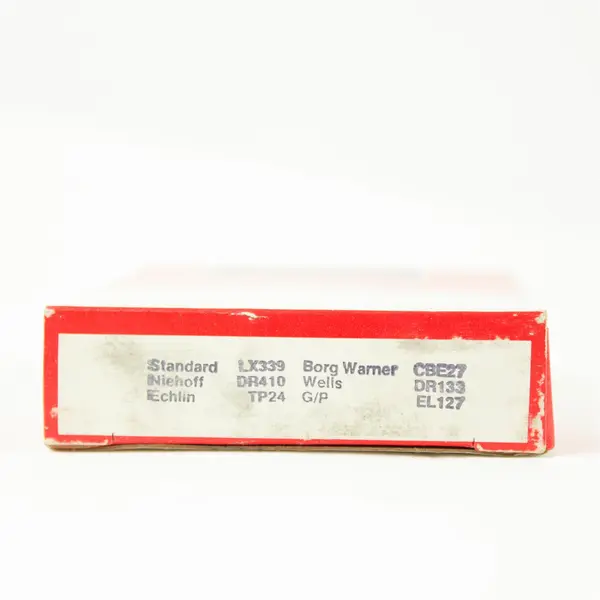 Standard LX339 Borg Warner CBE27
Niehoff DR410 Wells DR133
Echlin TP24 G/P EL127